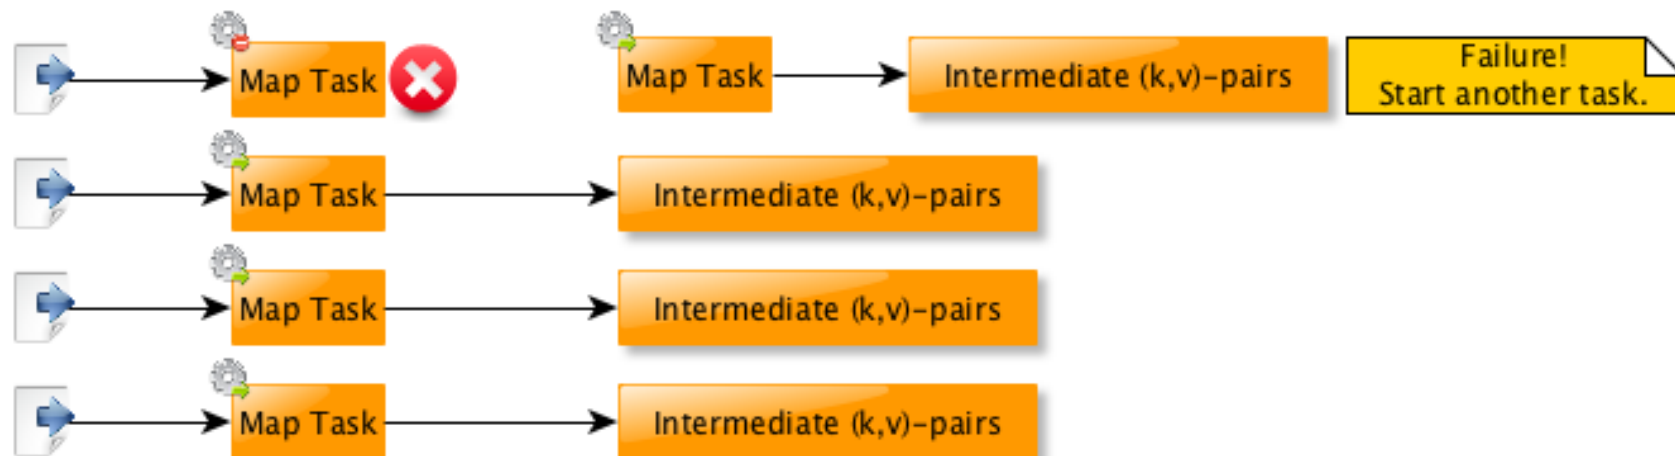 Map Task
Map Task
Intermediate (k,v)-pairs
Failure!
Start another task.
Map Task
Intermediate (k,v)-pairs
Map Task
Intermediate (k,v)-pairs
Map Task
Intermediate (k,v)-pairs